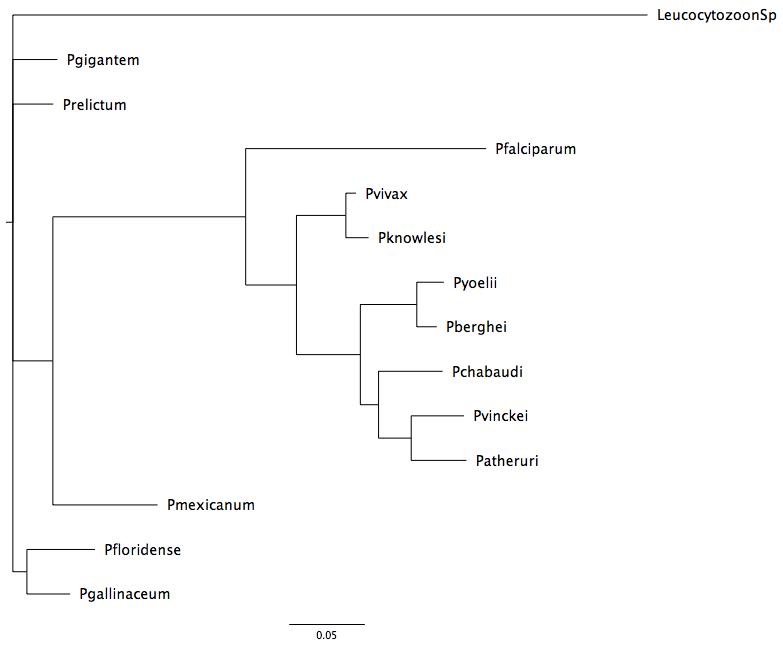 LeucocytozoonSp
Pgigantem
Prelictum
Pfalciparum
Pvivax
Pknowlesi
Pyoelii
Pberghei
Pchabaudi
Pvinckei
Patheruri
Pmexicanum
Pfloridense
Pgallinaceum
0.05